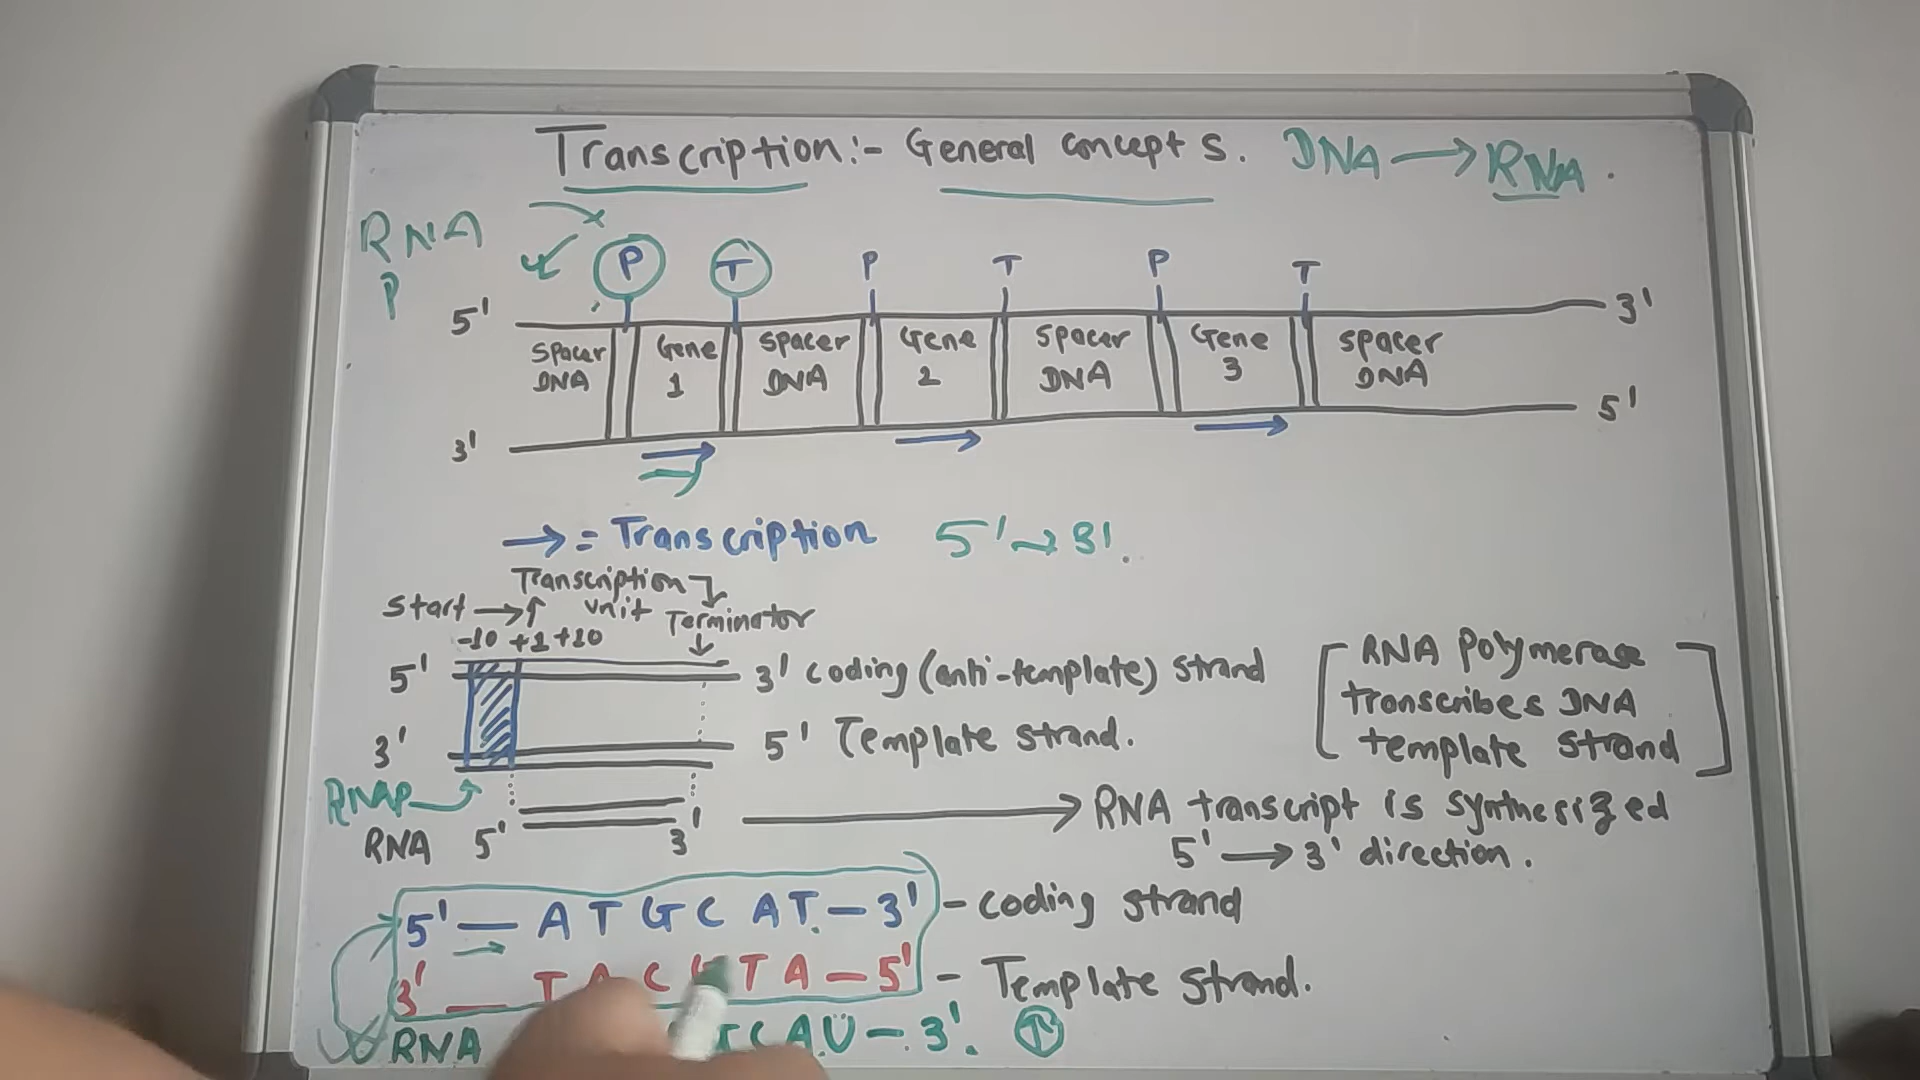 Transcription:- General concepts. DNA → RNA.
RNA
P
P T P T P T
5' 3'
Spacer DNA Gene 1 Spacer DNA Gene 2 Spacer DNA Gene 3 Spacer DNA
3' 5'
→ = Transcription 5' → 3'.
Transcription
Start → unit Terminator
-10 +1 +10
5' 3' coding (anti-template) strand
3' 5' Template strand.
RNA Polymerase
transcribes DNA
template strand
RNAP
RNA 5' 3' → RNA transcript is synthesized
5' → 3' direction.
5' — A T G C A T. — 3' - coding strand
3' — T A C G T A — 5' - Template strand.
RNA C A U — 3'.